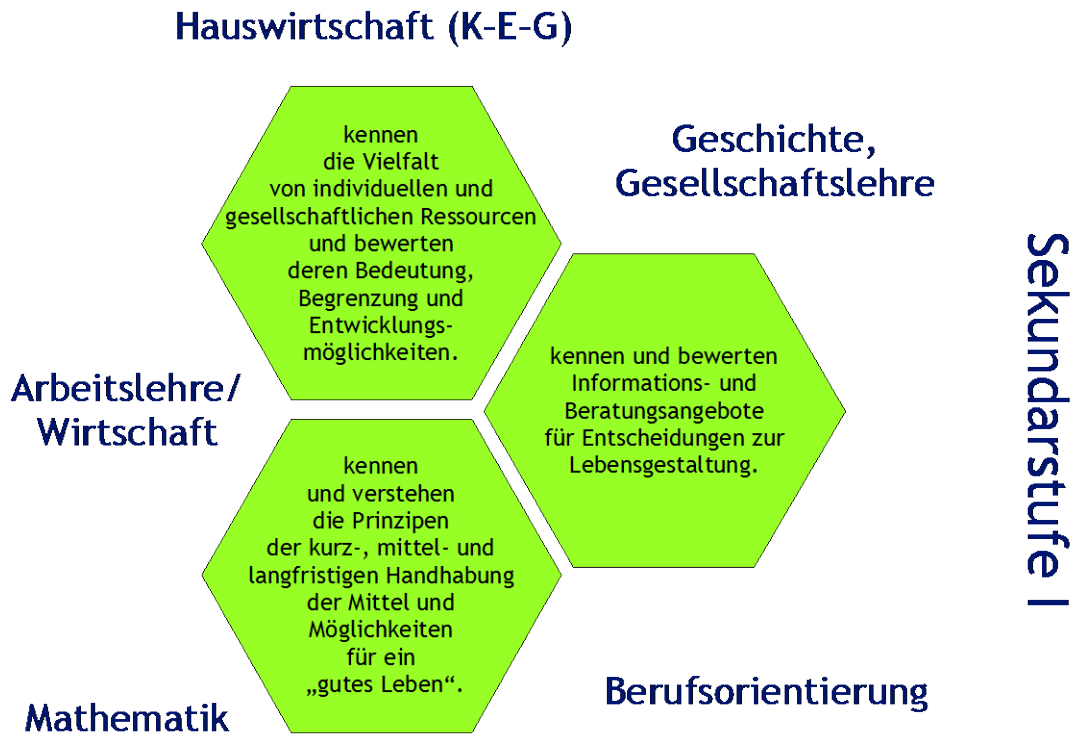 Hauswirtschaft (K-E-G)
kennen
die Vielfalt
von individuellen und
gesellschaftlichen Ressourcen
und bewerten
deren Bedeutung,
Begrenzung und
Entwicklungs-
möglichkeiten.
Geschichte,
Gesellschaftslehre
Sekundarstufe I
kennen und bewerten
Informations- und
Beratungsangebote
für Entscheidungen zur
Lebensgestaltung.
Arbeitslehre/
Wirtschaft
kennen
und verstehen
die Prinzipen
der kurz-, mittel- und
langfristigen Handhabung
der Mittel und
Möglichkeiten
für ein
„gutes Leben“.
Berufsorientierung
Mathematik